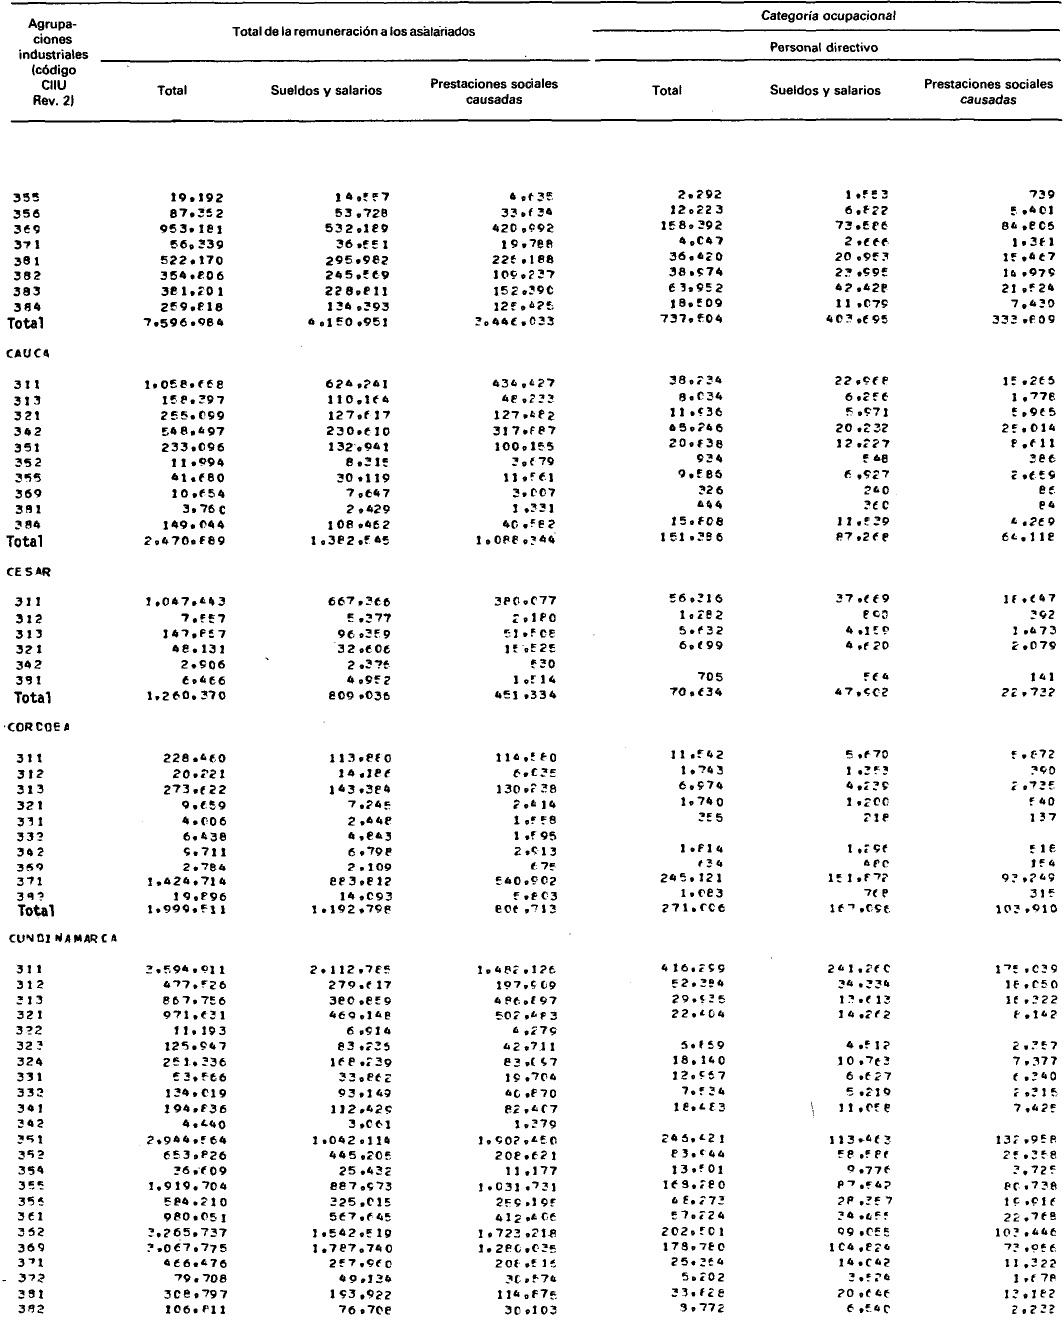 Agrupa-
ciones
industriales
(código
CIIU
Rev. 2)
Total de la remuneración a los asalariados
Categoría ocupacional
Personal directivo
Total Sueldos y salarios Prestaciones sociales causadas Total Sueldos y salarios Prestaciones sociales causadas
355 19.192 14.557 4.635 2.292 1.553 739
356 87.362 53.728 33.634 12.223 6.822 5.401
369 953.181 532.189 420.992 158.392 73.586 84.806
371 56.339 36.551 19.788 4.047 2.666 1.381
381 522.170 295.982 226.188 36.420 20.953 15.467
382 354.806 245.569 109.237 38.974 23.995 14.979
383 381.201 228.811 152.390 63.952 42.428 21.524
384 259.818 134.393 125.425 18.509 11.079 7.430
Total 7.596.984 4.150.951 3.446.033 737.504 403.695 333.809
CAUCA
311 1.058.668 624.241 434.427 38.234 22.968 15.266
313 158.397 110.164 48.233 8.034 6.256 1.778
321 255.099 127.617 127.482 11.936 5.971 5.965
342 548.497 230.610 317.887 45.246 20.232 25.014
351 233.096 132.941 100.155 20.838 12.227 8.611
352 11.994 8.315 3.679 934 548 386
355 41.680 30.119 11.561 9.586 6.927 2.659
369 10.654 7.647 3.007 326 240 86
381 3.760 2.429 1.331 444 360 84
384 149.044 108.462 40.582 15.808 11.539 4.269
Total 2.470.889 1.382.545 1.088.344 151.386 87.268 64.118
CESAR
311 1.047.443 667.366 380.077 56.316 37.669 18.647
312 7.557 5.377 2.180 1.282 890 392
313 147.867 96.359 51.508 5.632 4.159 1.473
321 48.131 32.606 15.525 6.699 4.620 2.079
342 2.906 2.376 530
381 6.466 4.952 1.514 705 564 141
Total 1.260.370 809.036 451.334 70.634 47.902 22.732
CORDOBA
311 228.460 113.880 114.580 11.542 5.670 5.872
312 20.221 14.186 6.035 1.743 1.353 390
313 273.622 143.384 130.238 6.974 4.239 2.735
321 9.659 7.245 2.414 1.740 1.200 540
331 4.006 2.448 1.558 355 218 137
332 6.438 4.843 1.595
342 9.711 6.798 2.913 1.814 1.296 518
369 2.784 2.109 675 634 480 154
371 1.424.714 883.812 540.902 245.121 151.872 93.249
382 19.896 14.093 5.803 1.083 768 315
Total 1.999.511 1.192.798 806.713 271.006 167.096 103.910
CUNDINAMARCA
311 3.594.911 2.112.785 1.482.126 416.299 241.260 175.039
312 477.526 279.617 197.909 52.384 34.334 18.050
313 867.756 380.859 486.897 29.935 13.613 16.322
321 971.631 469.148 502.483 22.404 14.262 8.142
322 11.193 6.914 4.279
323 125.947 83.236 42.711 6.869 4.512 2.357
324 251.336 168.239 83.097 18.140 10.763 7.377
331 53.566 33.862 19.704 12.967 6.627 6.340
332 134.019 93.149 40.870 7.534 5.219 2.315
341 194.836 112.429 82.407 18.483 11.058 7.425
342 4.440 3.061 1.379
351 2.944.564 1.042.114 1.902.450 246.421 113.463 132.958
352 653.826 445.205 208.621 83.944 58.586 25.358
354 36.609 25.432 11.177 13.501 9.776 3.725
355 1.919.704 887.973 1.031.731 168.280 87.542 80.738
356 584.210 325.015 259.195 48.273 28.357 19.916
361 980.051 567.645 412.406 57.224 34.456 22.768
362 3.265.737 1.542.519 1.723.218 202.501 99.055 103.446
369 3.067.775 1.787.740 1.280.035 178.780 104.824 73.956
371 466.476 257.960 208.516 25.364 14.042 11.322
372 79.708 49.134 30.574 5.202 3.524 1.678
381 308.797 193.922 114.875 33.828 20.646 13.182
382 106.811 76.708 30.103 8.772 6.540 2.232